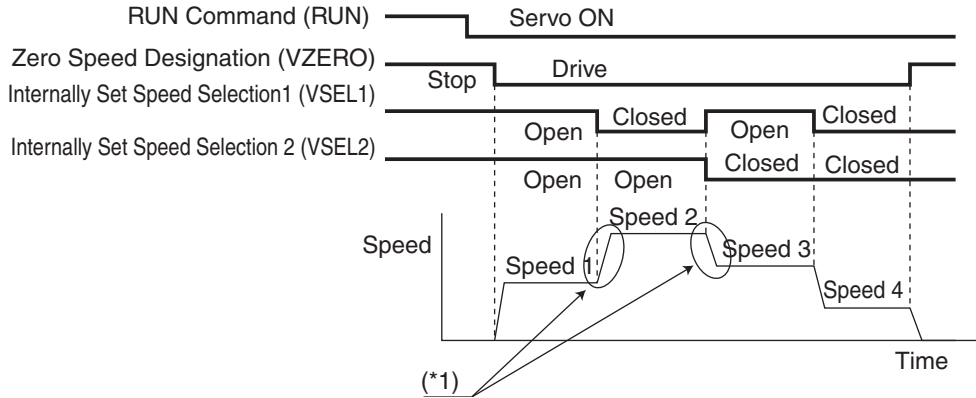 RUN Command (RUN) Servo ON
Zero Speed Designation (VZERO) Stop Drive
Internally Set Speed Selection1 (VSEL1) Open Closed Open Closed
Internally Set Speed Selection 2 (VSEL2) Open Open Closed Closed
Speed Speed 1 Speed 2 Speed 3 Speed 4
Time
(*1)